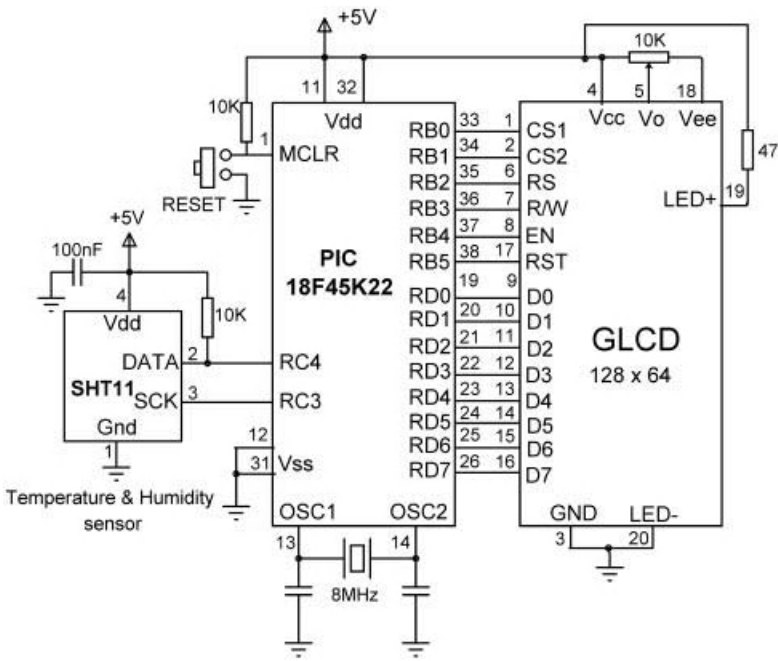 +5V
10K
4
5
18
11
32
10K
Vdd
Vcc
Vo
Vee
1
MCLR
RB0
33
1
CS1
47
RB1
34
2
CS2
RB2
35
6
RS
19
RESET
LED+
RB3
36
7
R/W
+5V
RB4
37
8
EN
100nF
PIC
RB5
38
17
RST
18F45K22
4
RD0
19
9
D0
Vdd
10K
RD1
20
10
D1
GLCD
RD2
21
11
D2
DATA
2
RC4
RD3
22
12
D3
128 x 64
SHT11
SCK
3
RC3
RD4
23
13
D4
Gnd
RD5
24
14
D5
1
12
RD6
25
15
D6
31
Vss
RD7
26
16
D7
Temperature & Humidity
sensor
OSC1
OSC2
GND
LED-
13
14
3
20
8MHz